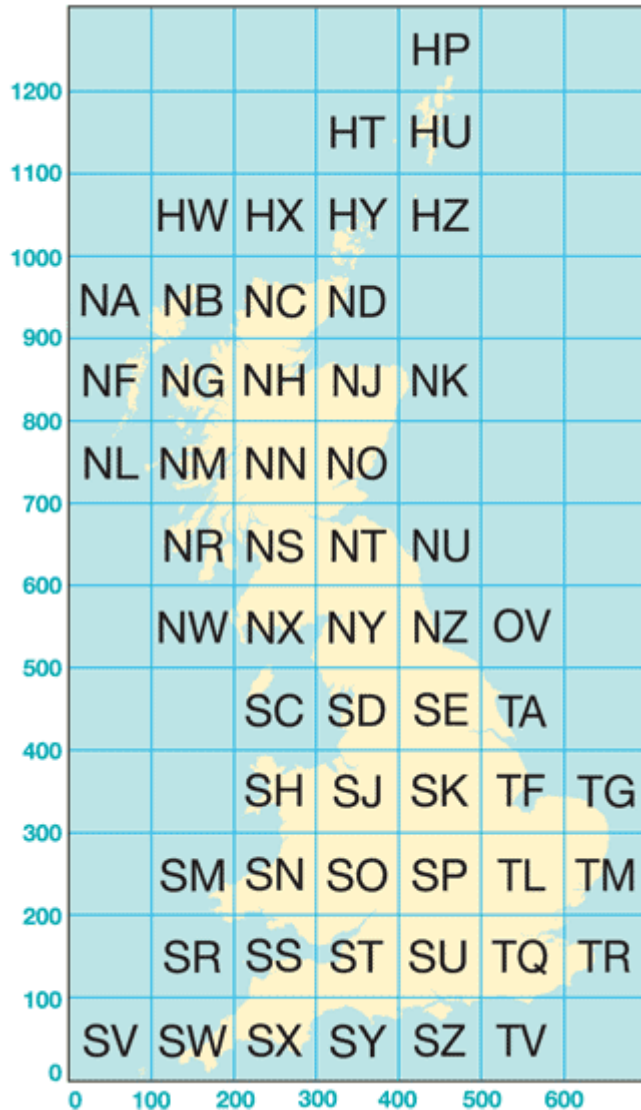 HP
1200
HT HU
1100
HW HX HY HZ
1000
NA NB NC ND
900
NF NG NH NJ NK
800
NL NM NN NO
700
NR NS NT NU
600
NW NX NY NZ OV
500
SC SD SE TA
400
SH SJ SK TF TG
300
SM SN SO SP TL TM
200
SR SS ST SU TQ TR
100
SV SW SX SY SZ TV
0
0 100 200 300 400 500 600